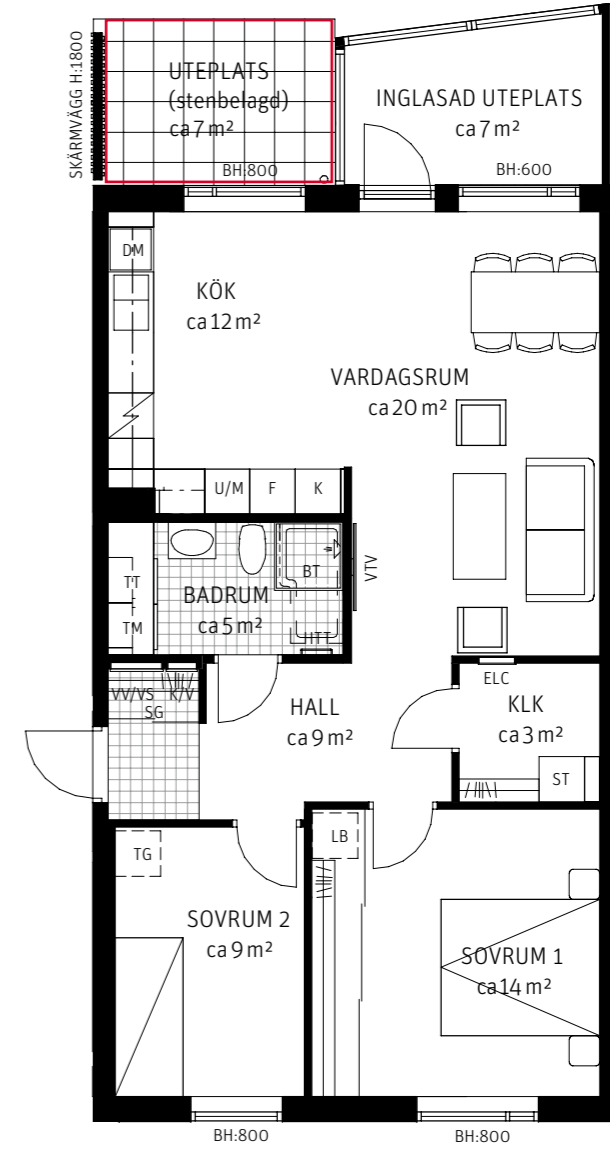 SKÄRMVÄGG H:1800
UTEPLATS
(stenbelagd)
ca 7 m²
INGLASAD UTEPLATS
ca 7 m²
BH:800
BH:600
DM
KÖK
ca 12 m²
VARDAGSRUM
ca 20 m²
U/M
F
K
VTV
TT
TM
BADRUM
ca 5 m²
BT
HTT
VV/VS
K/V
SG
HALL
ca 9 m²
ELC
KLK
ca 3 m²
ST
TG
LB
SOVRUM 2
ca 9 m²
SOVRUM 1
ca 14 m²
BH:800
BH:800